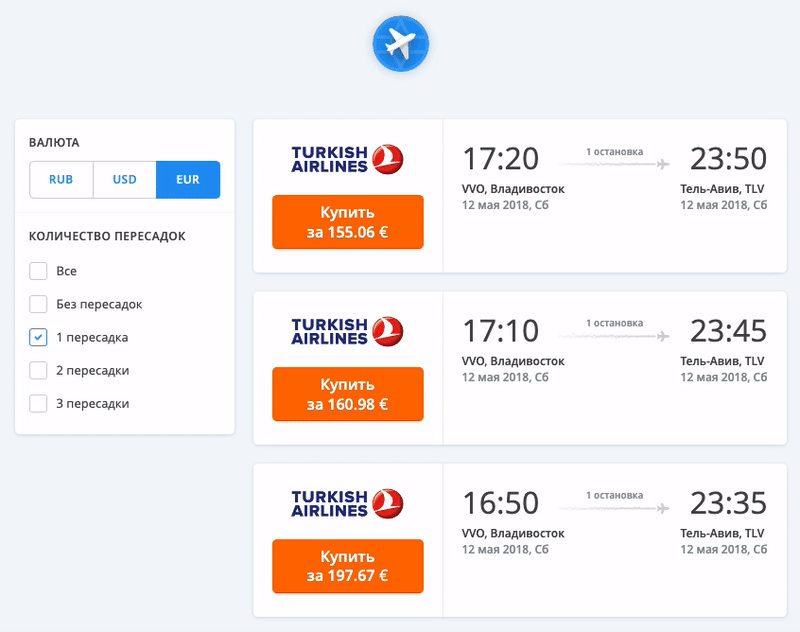 ВАЛЮТА
RUB
USD
EUR
КОЛИЧЕСТВО ПЕРЕСАДОК
Все
Без пересадок
1 пересадка
2 пересадки
3 пересадки
TURKISH
AIRLINES
Купить
за 155.06 €
17:20
1 остановка
23:50
VVO, Владивосток
Тель-Авив, TLV
12 мая 2018, Сб
12 мая 2018, Сб
TURKISH
AIRLINES
Купить
за 160.98 €
17:10
1 остановка
23:45
VVO, Владивосток
Тель-Авив, TLV
12 мая 2018, Сб
12 мая 2018, Сб
TURKISH
AIRLINES
Купить
за 197.67 €
16:50
1 остановка
23:35
VVO, Владивосток
Тель-Авив, TLV
12 мая 2018, Сб
12 мая 2018, Сб